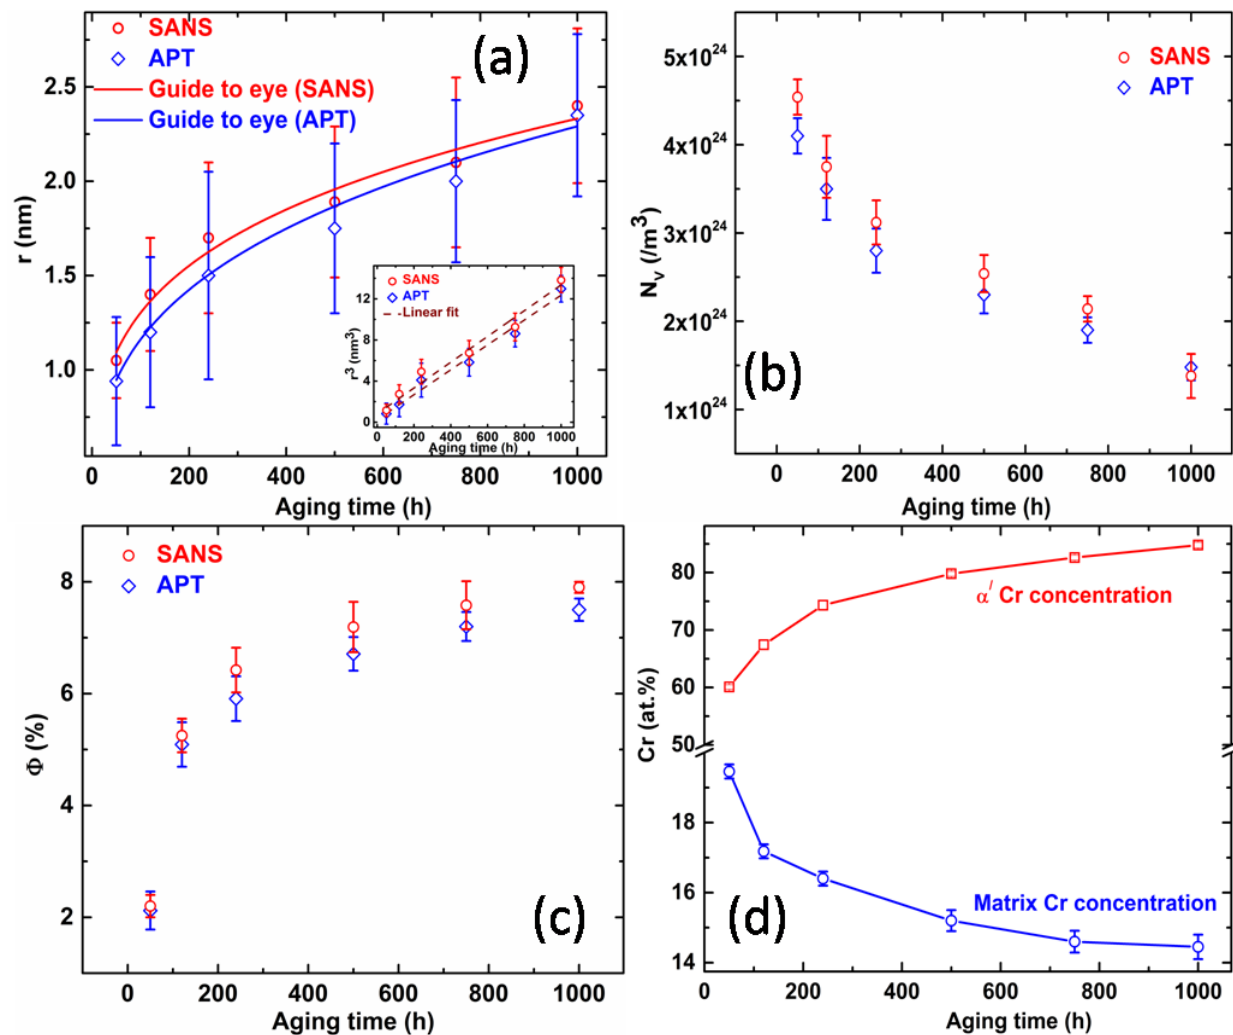 SANS
APT
Guide to eye (SANS)
Guide to eye (APT)
(a)
r (nm)
2.5
2.0
1.5
1.0
0 200 400 600 800 1000
Aging time (h)
SANS
APT
Linear fit
r³ (nm³)
12
8
4
0
0 200 400 600 800 1000
Aging time (h)
SANS
APT
(b)
N_V (/m³)
5x10²⁴
4x10²⁴
3x10²⁴
2x10²⁴
1x10²⁴
0 200 400 600 800 1000
Aging time (h)
SANS
APT
(c)
Φ (%)
8
6
4
2
0 200 400 600 800 1000
Aging time (h)
Cr (at.%)
80
70
60
50
18
16
14
α′ Cr concentration
Matrix Cr concentration
(d)
0 200 400 600 800 1000
Aging time (h)